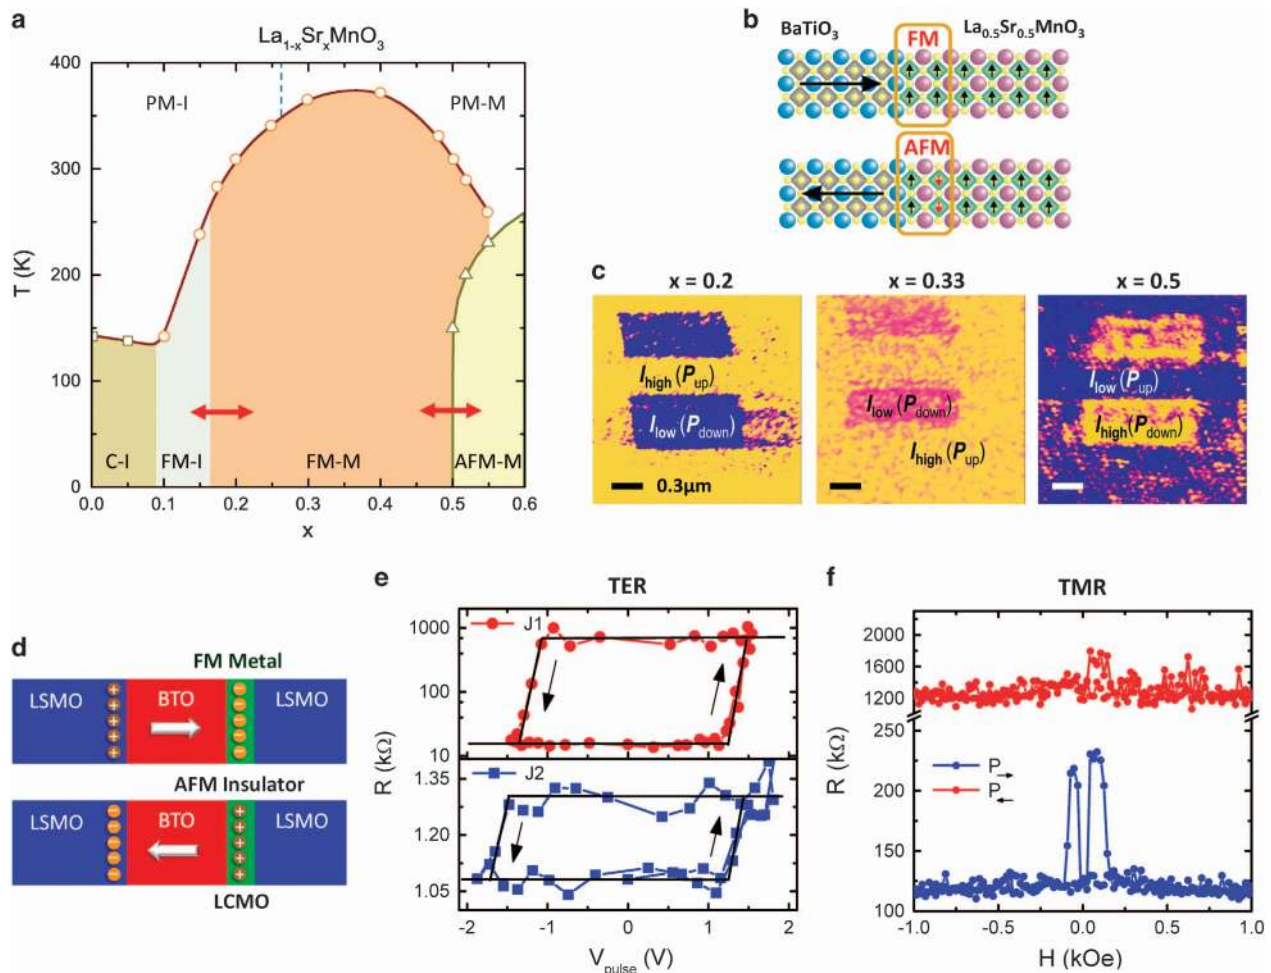 a
La1-xSrxMnO3
400
300
200
100
0
T (K)
PM-I
PM-M
C-I
FM-I
FM-M
AFM-M
0.0
0.1
0.2
0.3
0.4
0.5
0.6
x
b
BaTiO3
FM
La0.5Sr0.5MnO3
AFM
c
x = 0.2
x = 0.33
x = 0.5
Ihigh(Pup)
Ilow(Pdown)
0.3μm
Ilow(Pdown)
Ihigh(Pup)
Ilow(Pup)
Ihigh(Pdown)
d
FM Metal
LSMO
BTO
LSMO
AFM Insulator
LSMO
BTO
LSMO
LCMO
e
TER
J1
1000
100
10
R (kΩ)
J2
1.35
1.20
1.05
-2
-1
0
1
2
Vpulse (V)
f
TMR
2000
1600
1200
250
225
200
150
100
R (kΩ)
P→
P←
-1.0
-0.5
0.0
0.5
1.0
H (kOe)